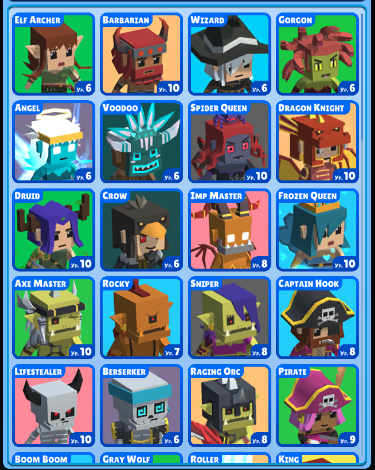 ELF ARCHER BARBARIAN WIZARD GORGON
Ур. 6 Ур. 10 Ур. 6 Ур. 6
ANGEL VOODOO SPIDER QUEEN DRAGON KNIGHT
Ур. 6 Ур. 6 Ур. 10 Ур. 10
DRUID CROW IMP MASTER FROZEN QUEEN
Ур. 10 Ур. 6 Ур. 8 Ур. 10
AXE MASTER ROCKY SNIPER CAPTAIN HOOK
Ур. 10 Ур. 7 Ур. 8 Ур. 8
LIFESTEALER BERSERKER RAGING ORC PIRATE
Ур. 10 Ур. 6 Ур. 8 Ур. 9
BOOM BOOM GRAY WOLF ROLLER KING